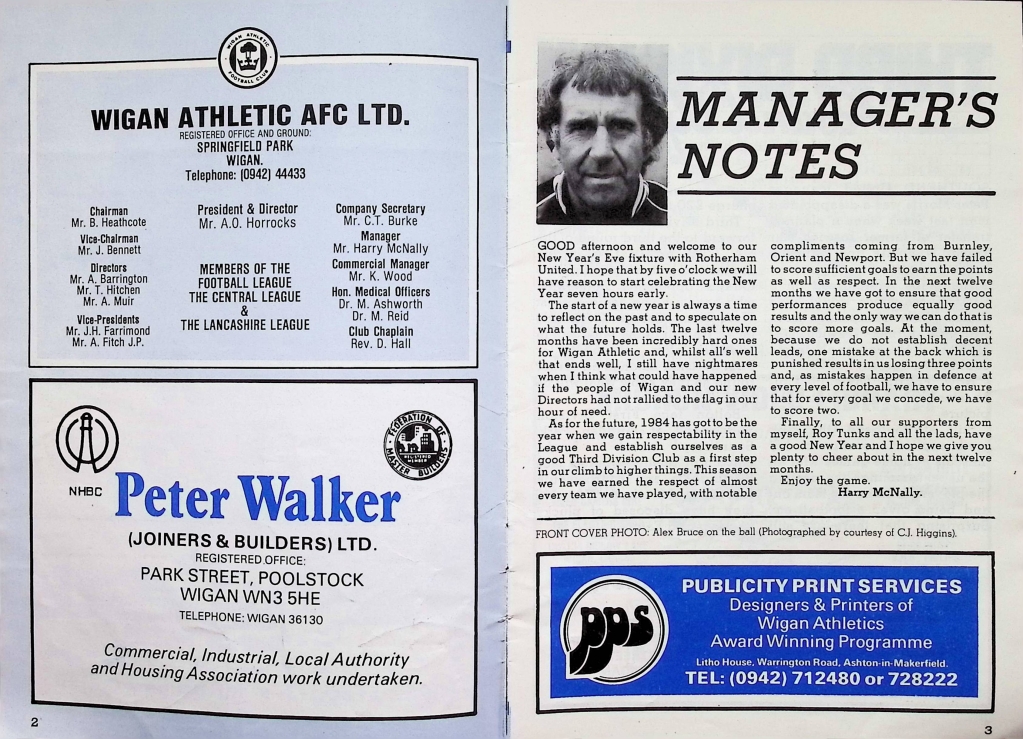 WIGAN ATHLETIC
FOOTBALL CLUB
WIGAN ATHLETIC AFC LTD.
REGISTERED OFFICE AND GROUND:
SPRINGFIELD PARK
WIGAN.
Telephone: (0942) 44433
Chairman
Mr. B. Heathcote
Vice-Chairman
Mr. J. Bennett
Directors
Mr. A. Barrington
Mr. T. Hitchen
Mr. A. Muir
Vice-Presidents
Mr. J.H. Farrimond
Mr. A. Fitch J.P.
President & Director
Mr. A.O. Horrocks
MEMBERS OF THE
FOOTBALL LEAGUE
THE CENTRAL LEAGUE
&
THE LANCASHIRE LEAGUE
Company Secretary
Mr. C.T. Burke
Manager
Mr. Harry McNally
Commercial Manager
Mr. K. Wood
Hon. Medical Officers
Dr. M. Ashworth
Dr. M. Reid
Club Chaplain
Rev. D. Hall
NHBC
FEDERATION OF
MASTER BUILDERS
REGISTERED
MEMBER
Peter Walker
(JOINERS & BUILDERS) LTD.
REGISTERED OFFICE:
PARK STREET, POOLSTOCK
WIGAN WN3 5HE
TELEPHONE: WIGAN 36130
Commercial, Industrial, Local Authority
and Housing Association work undertaken.
2
MANAGER'S
NOTES
GOOD afternoon and welcome to our
New Year's Eve fixture with Rotherham
United. I hope that by five o'clock we will
have reason to start celebrating the New
Year seven hours early.
The start of a new year is always a time
to reflect on the past and to speculate on
what the future holds. The last twelve
months have been incredibly hard ones
for Wigan Athletic and, whilst all's well
that ends well, I still have nightmares
when I think what could have happened
if the people of Wigan and our new
Directors had not rallied to the flag in our
hour of need.
As for the future, 1984 has got to be the
year when we gain respectability in the
League and establish ourselves as a
good Third Division Club as a first step
in our climb to higher things. This season
we have earned the respect of almost
every team we have played, with notable
compliments coming from Burnley,
Orient and Newport. But we have failed
to score sufficient goals to earn the points
as well as respect. In the next twelve
months we have got to ensure that good
performances produce equally good
results and the only way we can do that is
to score more goals. At the moment,
because we do not establish decent
leads, one mistake at the back which is
punished results in us losing three points
and, as mistakes happen in defence at
every level of football, we have to ensure
that for every goal we concede, we have
to score two.
Finally, to all our supporters from
myself, Roy Tunks and all the lads, have
a good New Year and I hope we give you
plenty to cheer about in the next twelve
months.
Enjoy the game.
Harry McNally.
FRONT COVER PHOTO: Alex Bruce on the ball (Photographed by courtesy of C.J. Higgins).
pps
PUBLICITY PRINT SERVICES
Designers & Printers of
Wigan Athletics
Award Winning Programme
Litho House, Warrington Road, Ashton-in-Makerfield.
TEL: (0942) 712480 or 728222
3